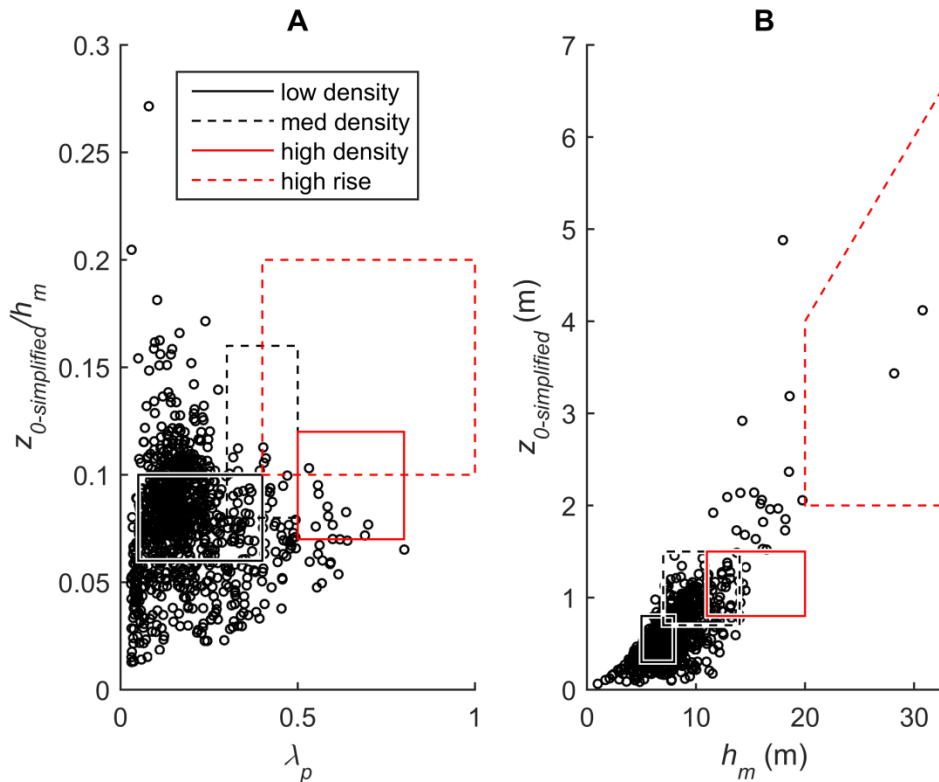 A
z0-simplified/hm
0.3
0.25
0.2
0.15
0.1
0.05
0
low density
med density
high density
high rise
0
0.5
1
λp
B
z0-simplified (m)
7
6
5
4
3
2
1
0
0
10
20
30
hm (m)